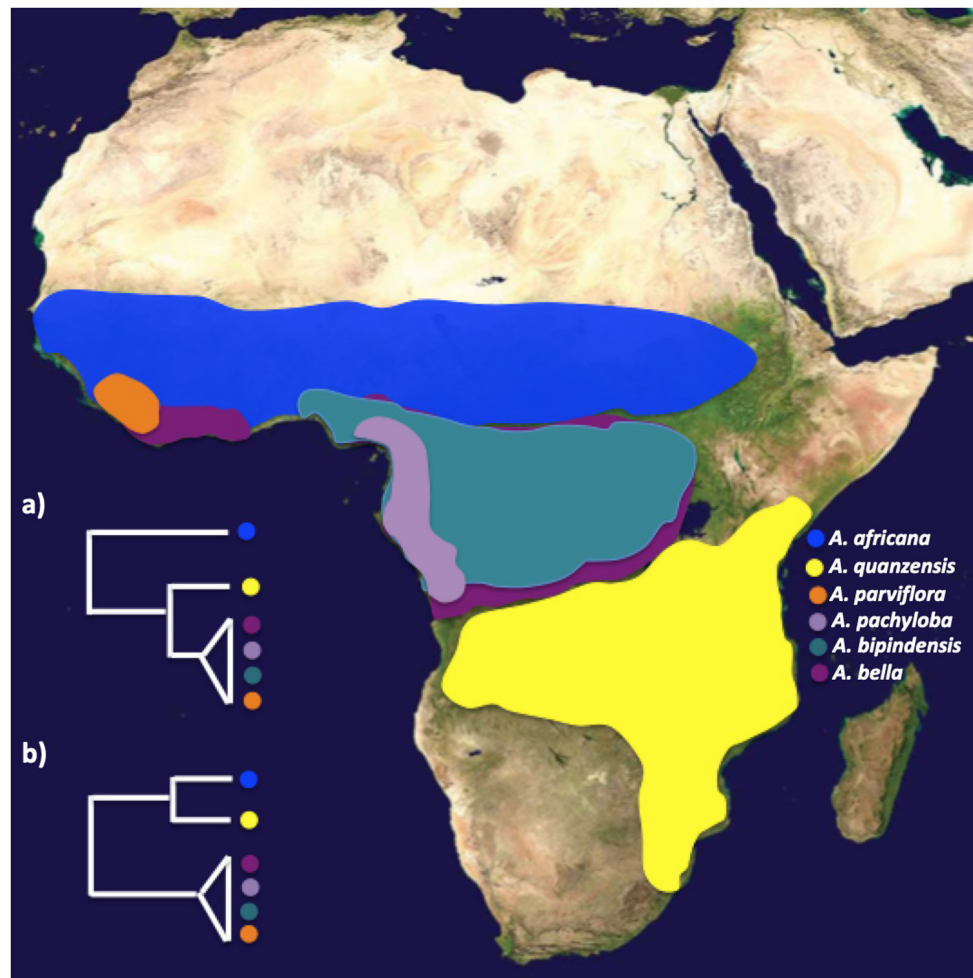 a)
A. africana
A. quanzensis
A. parviflora
A. pachyloba
A. bipindensis
A. bella
b)